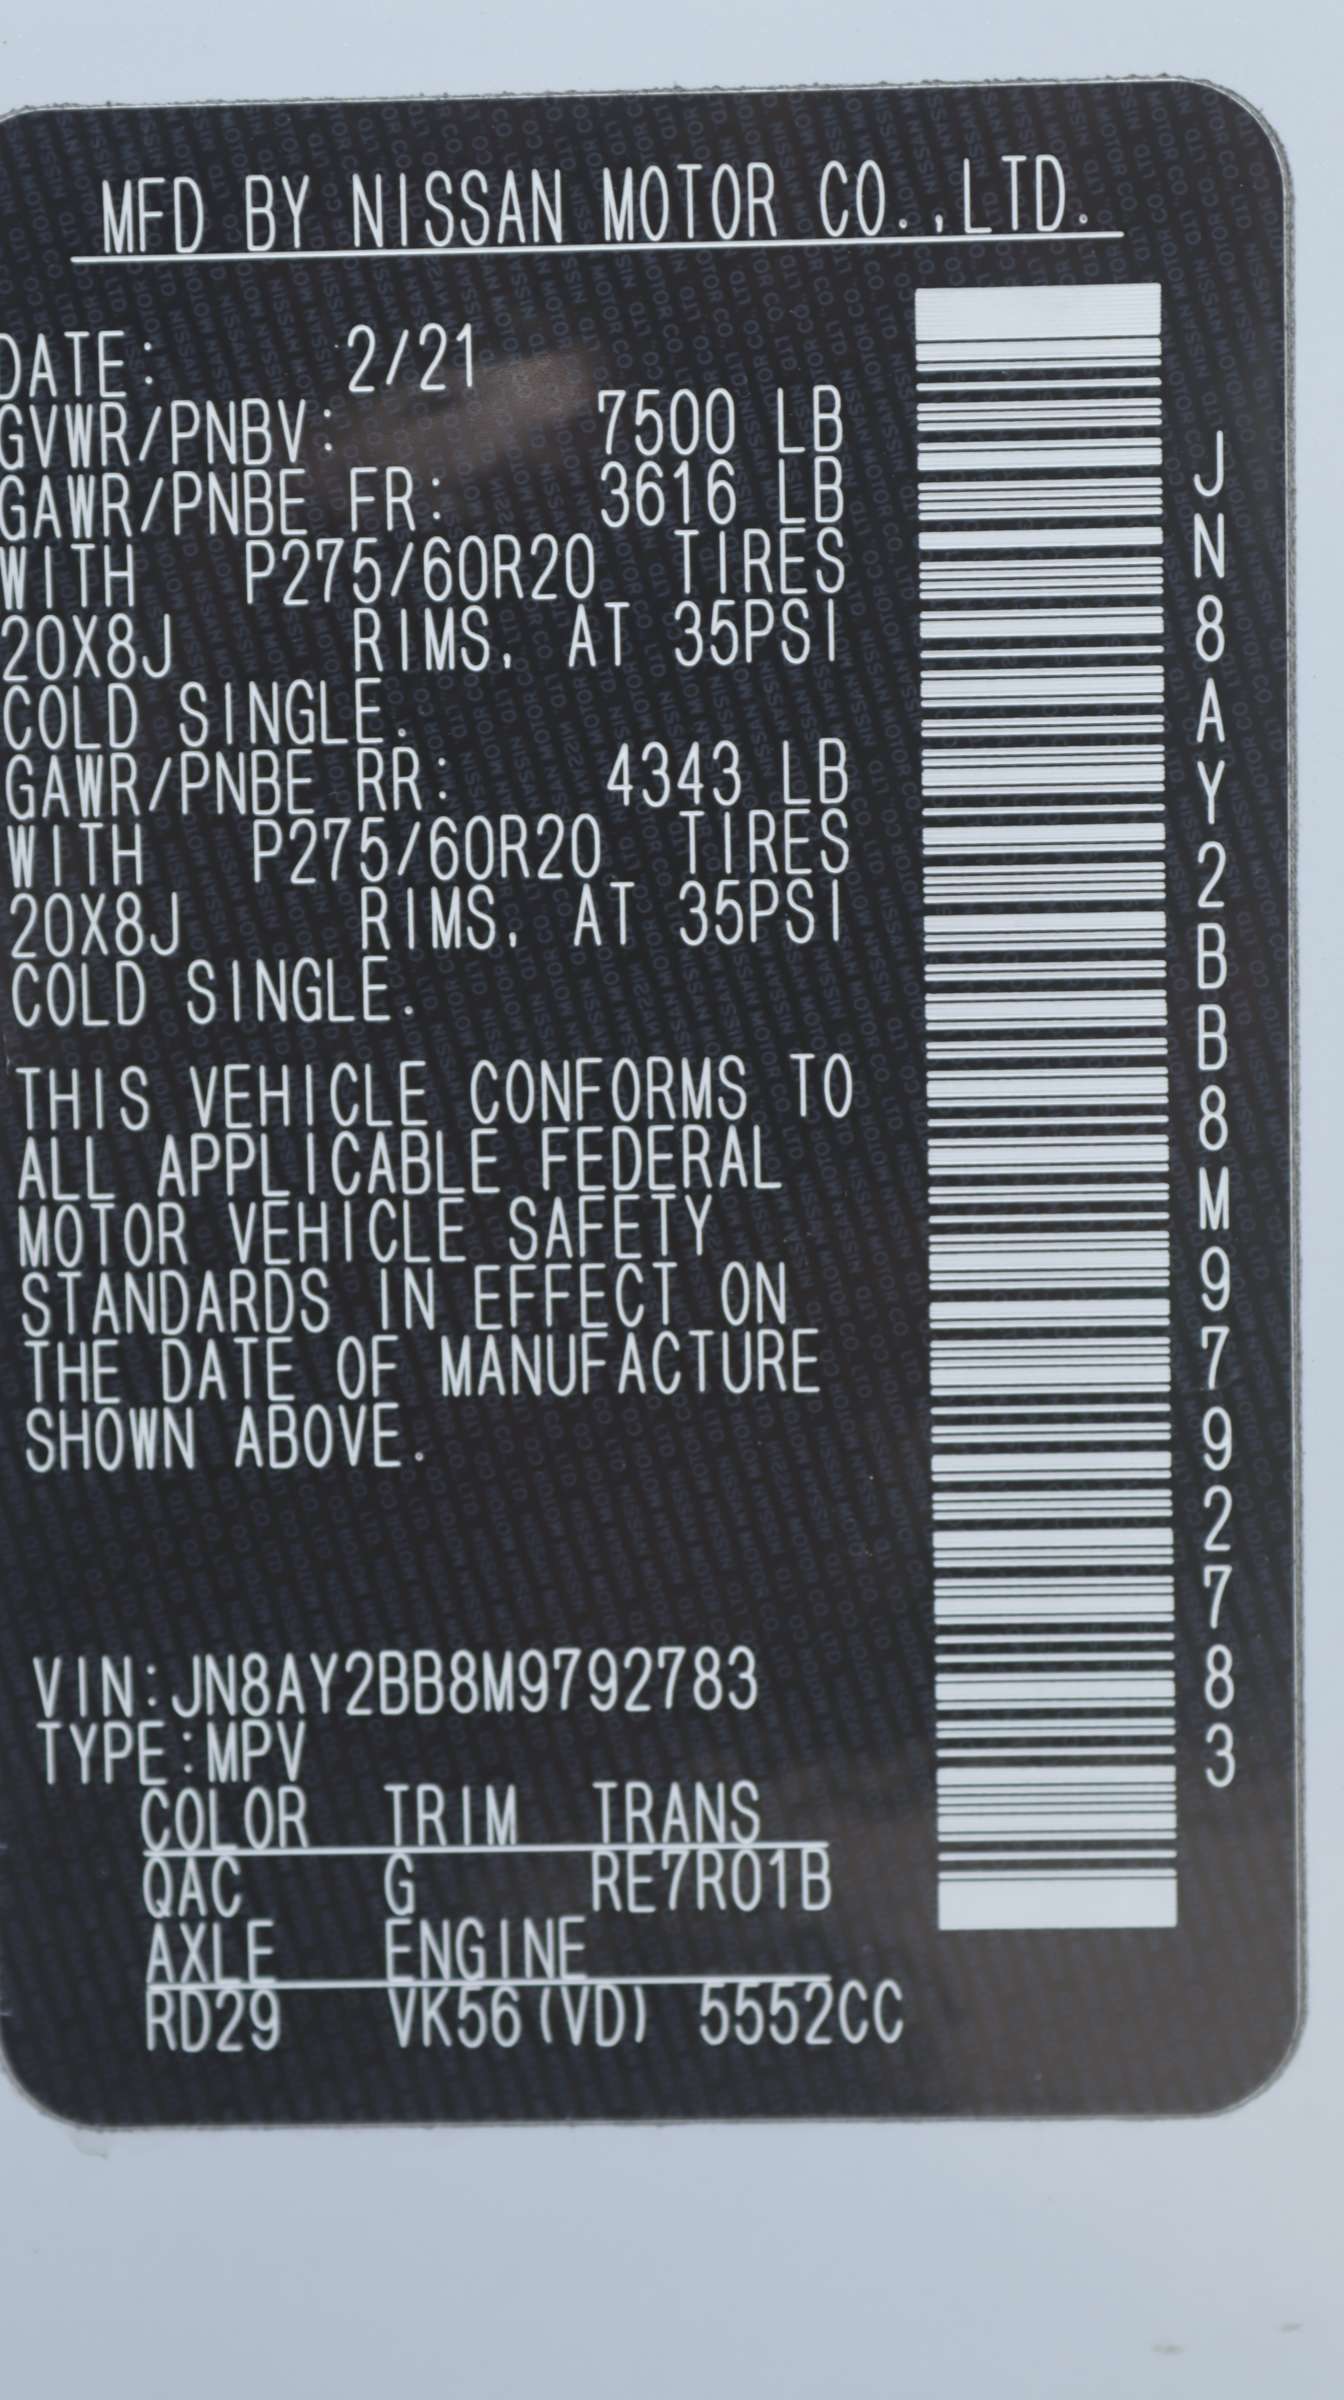 MFD BY NISSAN MOTOR CO.,LTD.
DATE: 2/21
GVWR/PNBV: 7500 LB
GAWR/PNBE FR: 3616 LB
WITH P275/60R20 TIRES
20X8J RIMS. AT 35PSI
COLD SINGLE.
GAWR/PNBE RR: 4343 LB
WITH P275/60R20 TIRES
20X8J RIMS. AT 35PSI
COLD SINGLE.
THIS VEHICLE CONFORMS TO
ALL APPLICABLE FEDERAL
MOTOR VEHICLE SAFETY
STANDARDS IN EFFECT ON
THE DATE OF MANUFACTURE
SHOWN ABOVE.
VIN:JN8AY2BB8M9792783
TYPE:MPV
COLOR TRIM TRANS
QAC G RE7R01B
AXLE ENGINE
RD29 VK56(VD) 5552CC
JN8AY2BB8M9792783